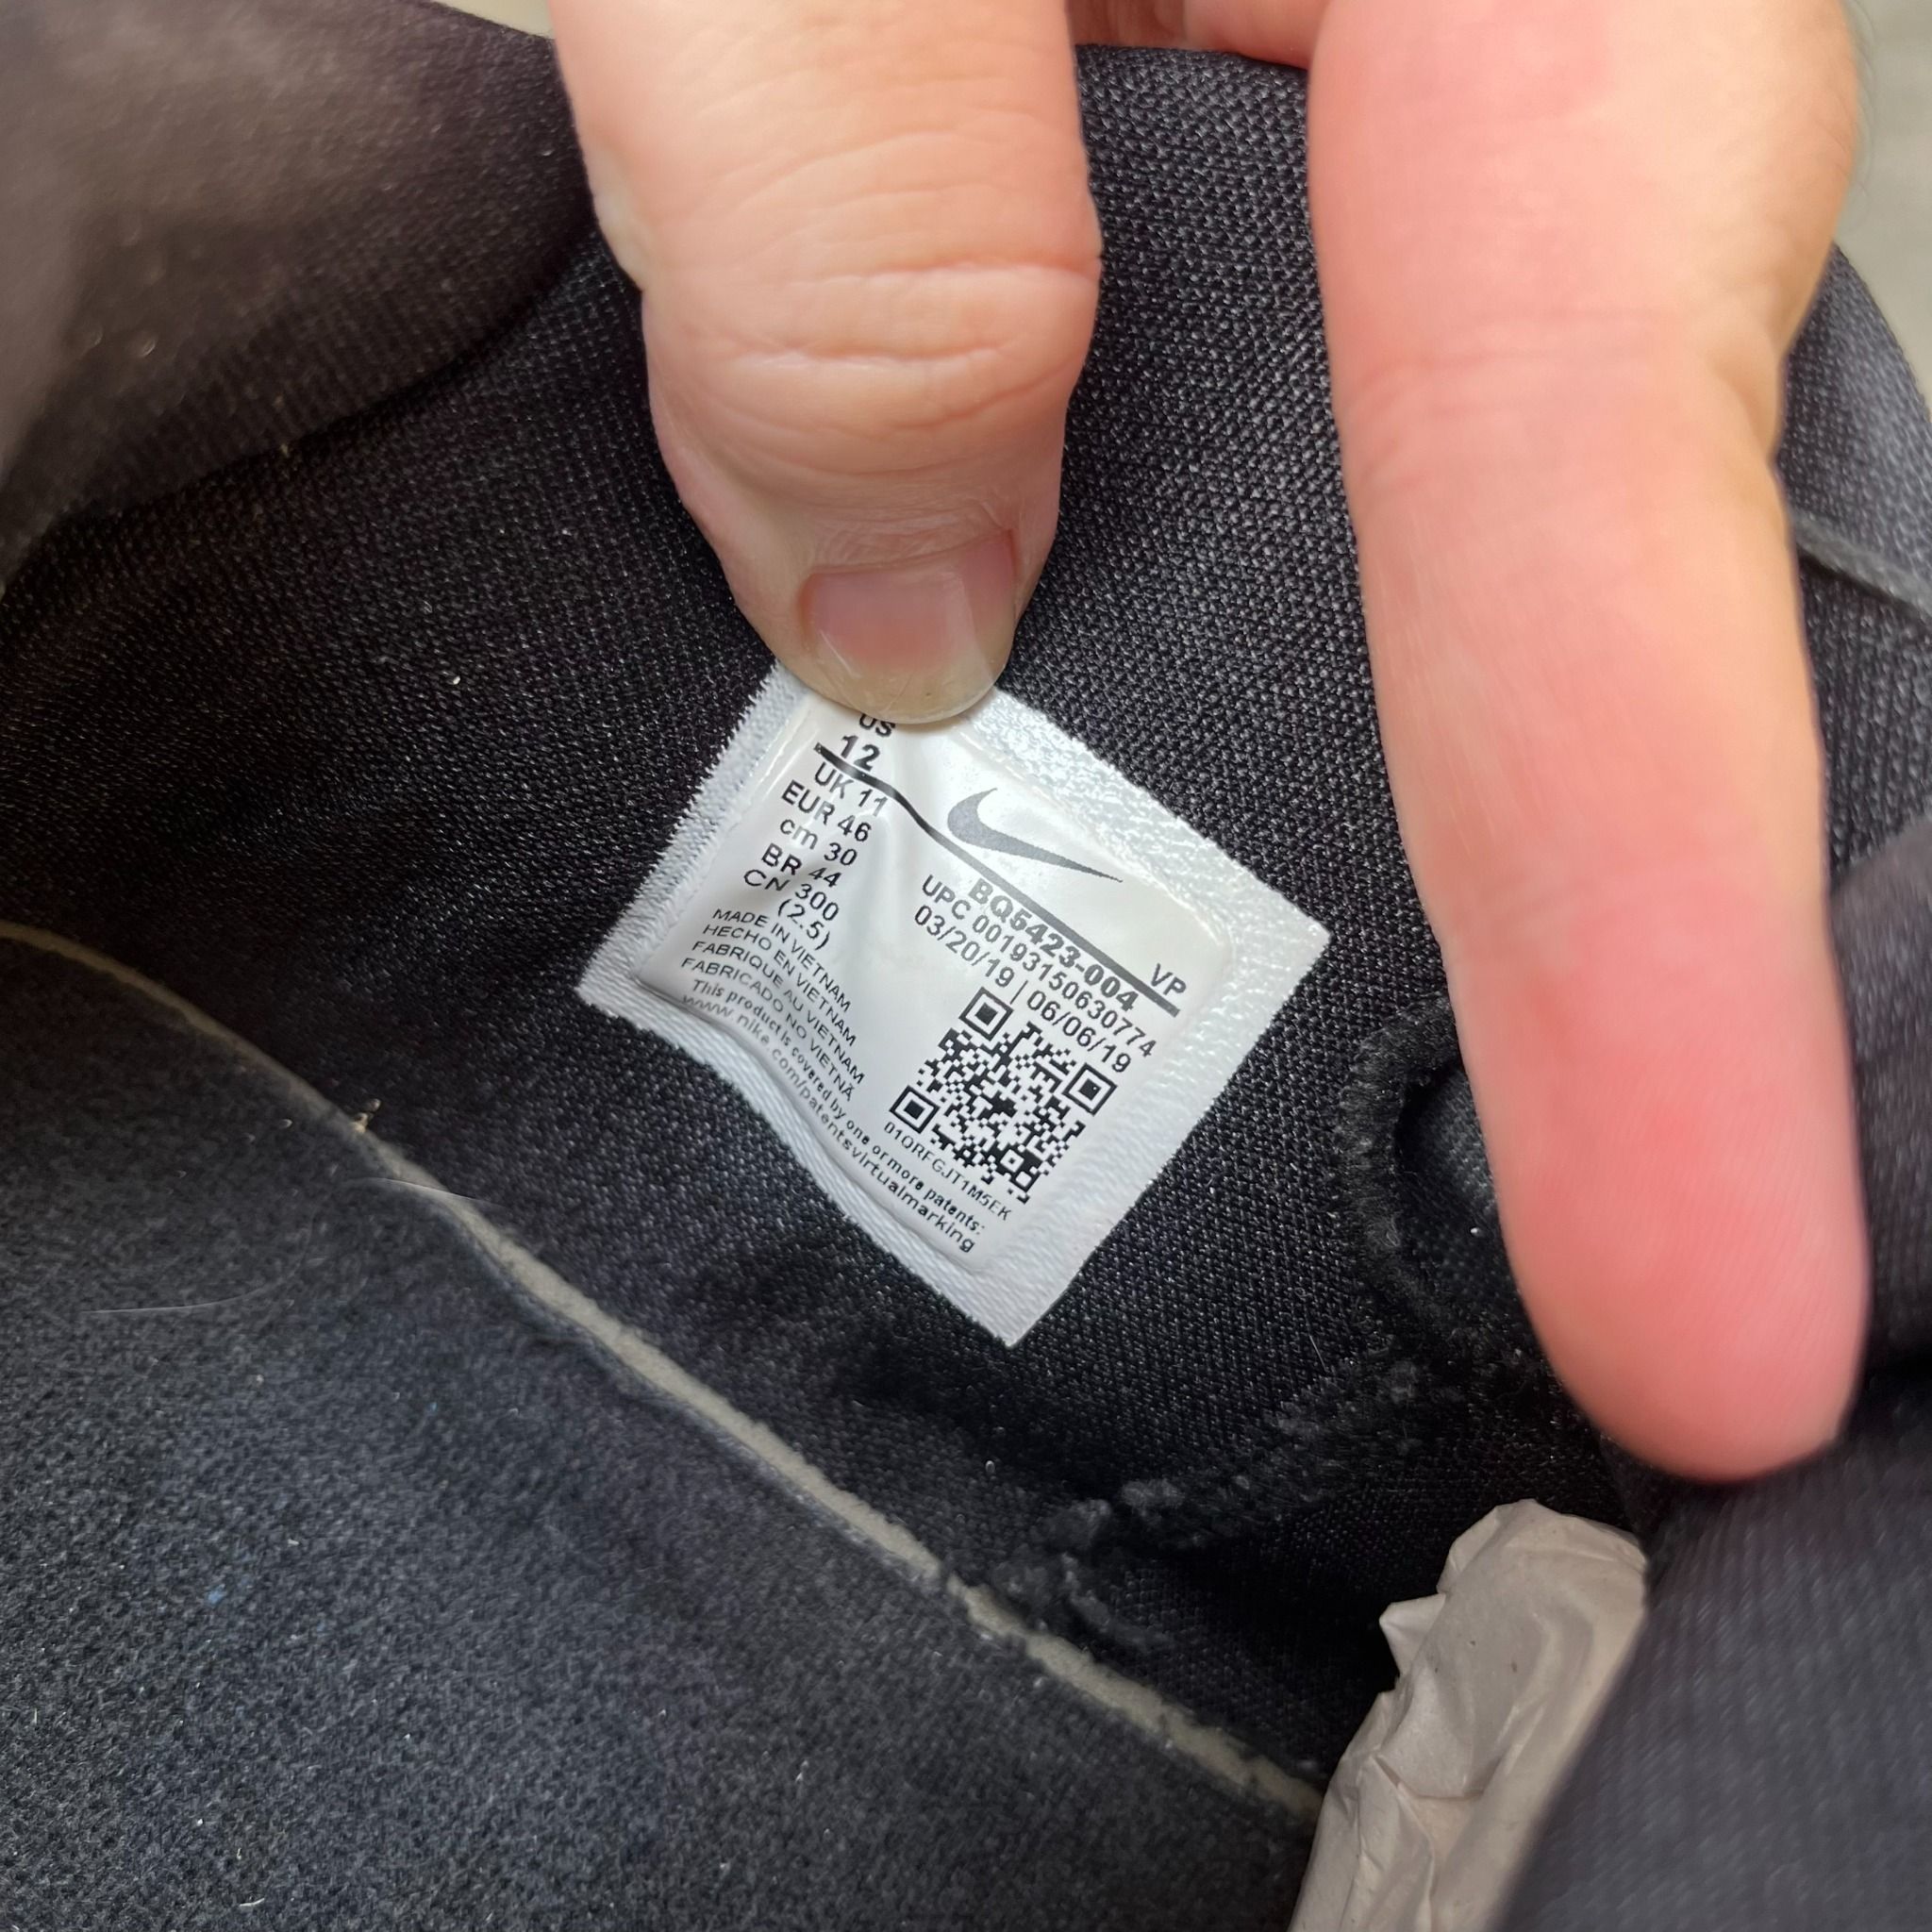 US
12
UK 11
EUR 46
cm 30
BR 44
CN 300
(2.5)
MADE IN VIETNAM
HECHO EN VIETNAM
FABRIQUE AU VIETNAM
FABRICADO NO VIETNÃ
This product is covered by one or more patents:
www.nike.com/patentsvirtualmarking
VP
BQ5423-004
UPC 00193150630774
03/20/19 | 06/06/19
01QRFGJT1M5EK